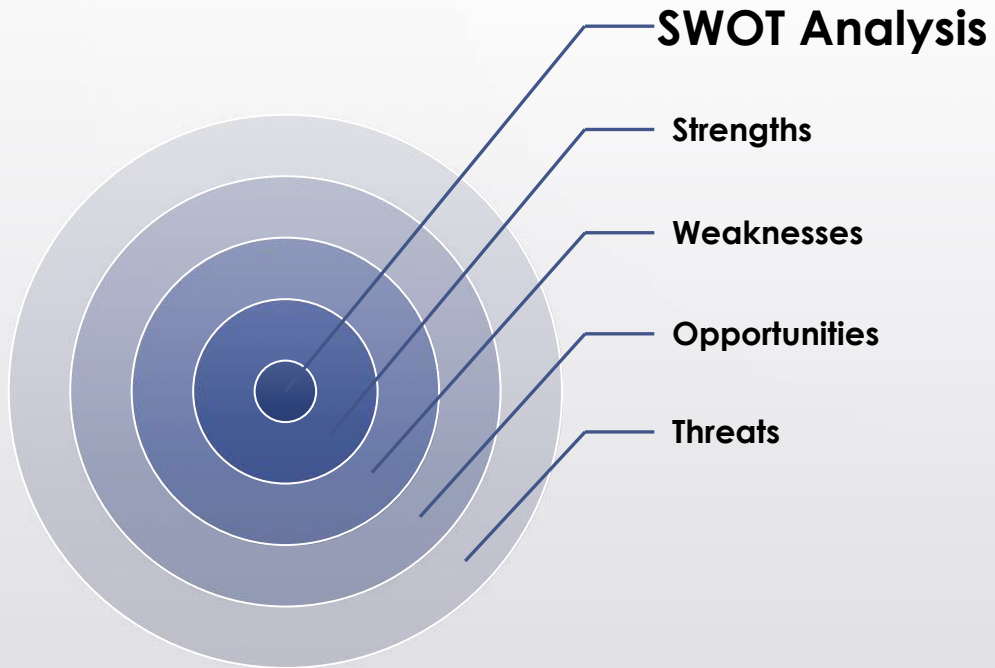 SWOT Analysis
Strengths
Weaknesses
Opportunities
Threats